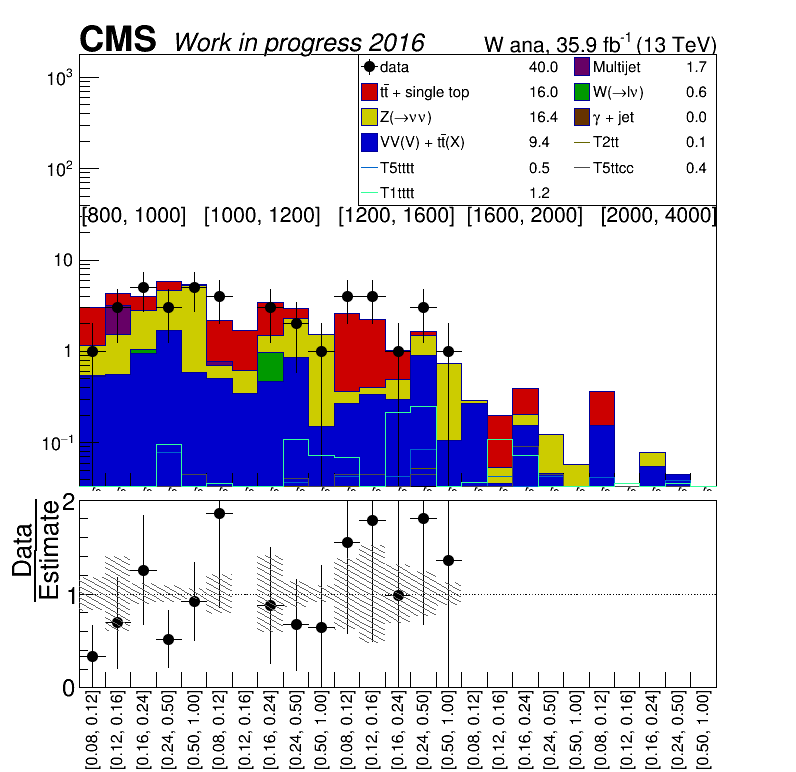 CMS Work in progress 2016 W ana, 35.9 fb⁻¹ (13 TeV)
data 40.0 Multijet 1.7
tt̄ + single top 16.0 W(→lν) 0.6
Z(→νν) 16.4 γ + jet 0.0
VV(V) + tt̄(X) 9.4 T2tt 0.1
T5tttt 0.5 T5ttcc 0.4
T1tttt 1.2
[800, 1000] [1000, 1200] [1200, 1600] [1600, 2000] [2000, 4000]
10³
10²
10
1
10⁻¹
Data
Estimate
2
1
0
[0.08, 0.12] [0.12, 0.16] [0.16, 0.24] [0.24, 0.50] [0.50, 1.00] [0.08, 0.12] [0.12, 0.16] [0.16, 0.24] [0.24, 0.50] [0.50, 1.00] [0.08, 0.12] [0.12, 0.16] [0.16, 0.24] [0.24, 0.50] [0.50, 1.00] [0.08, 0.12] [0.12, 0.16] [0.16, 0.24] [0.24, 0.50] [0.50, 1.00] [0.08, 0.12] [0.12, 0.16] [0.16, 0.24] [0.24, 0.50] [0.50, 1.00]